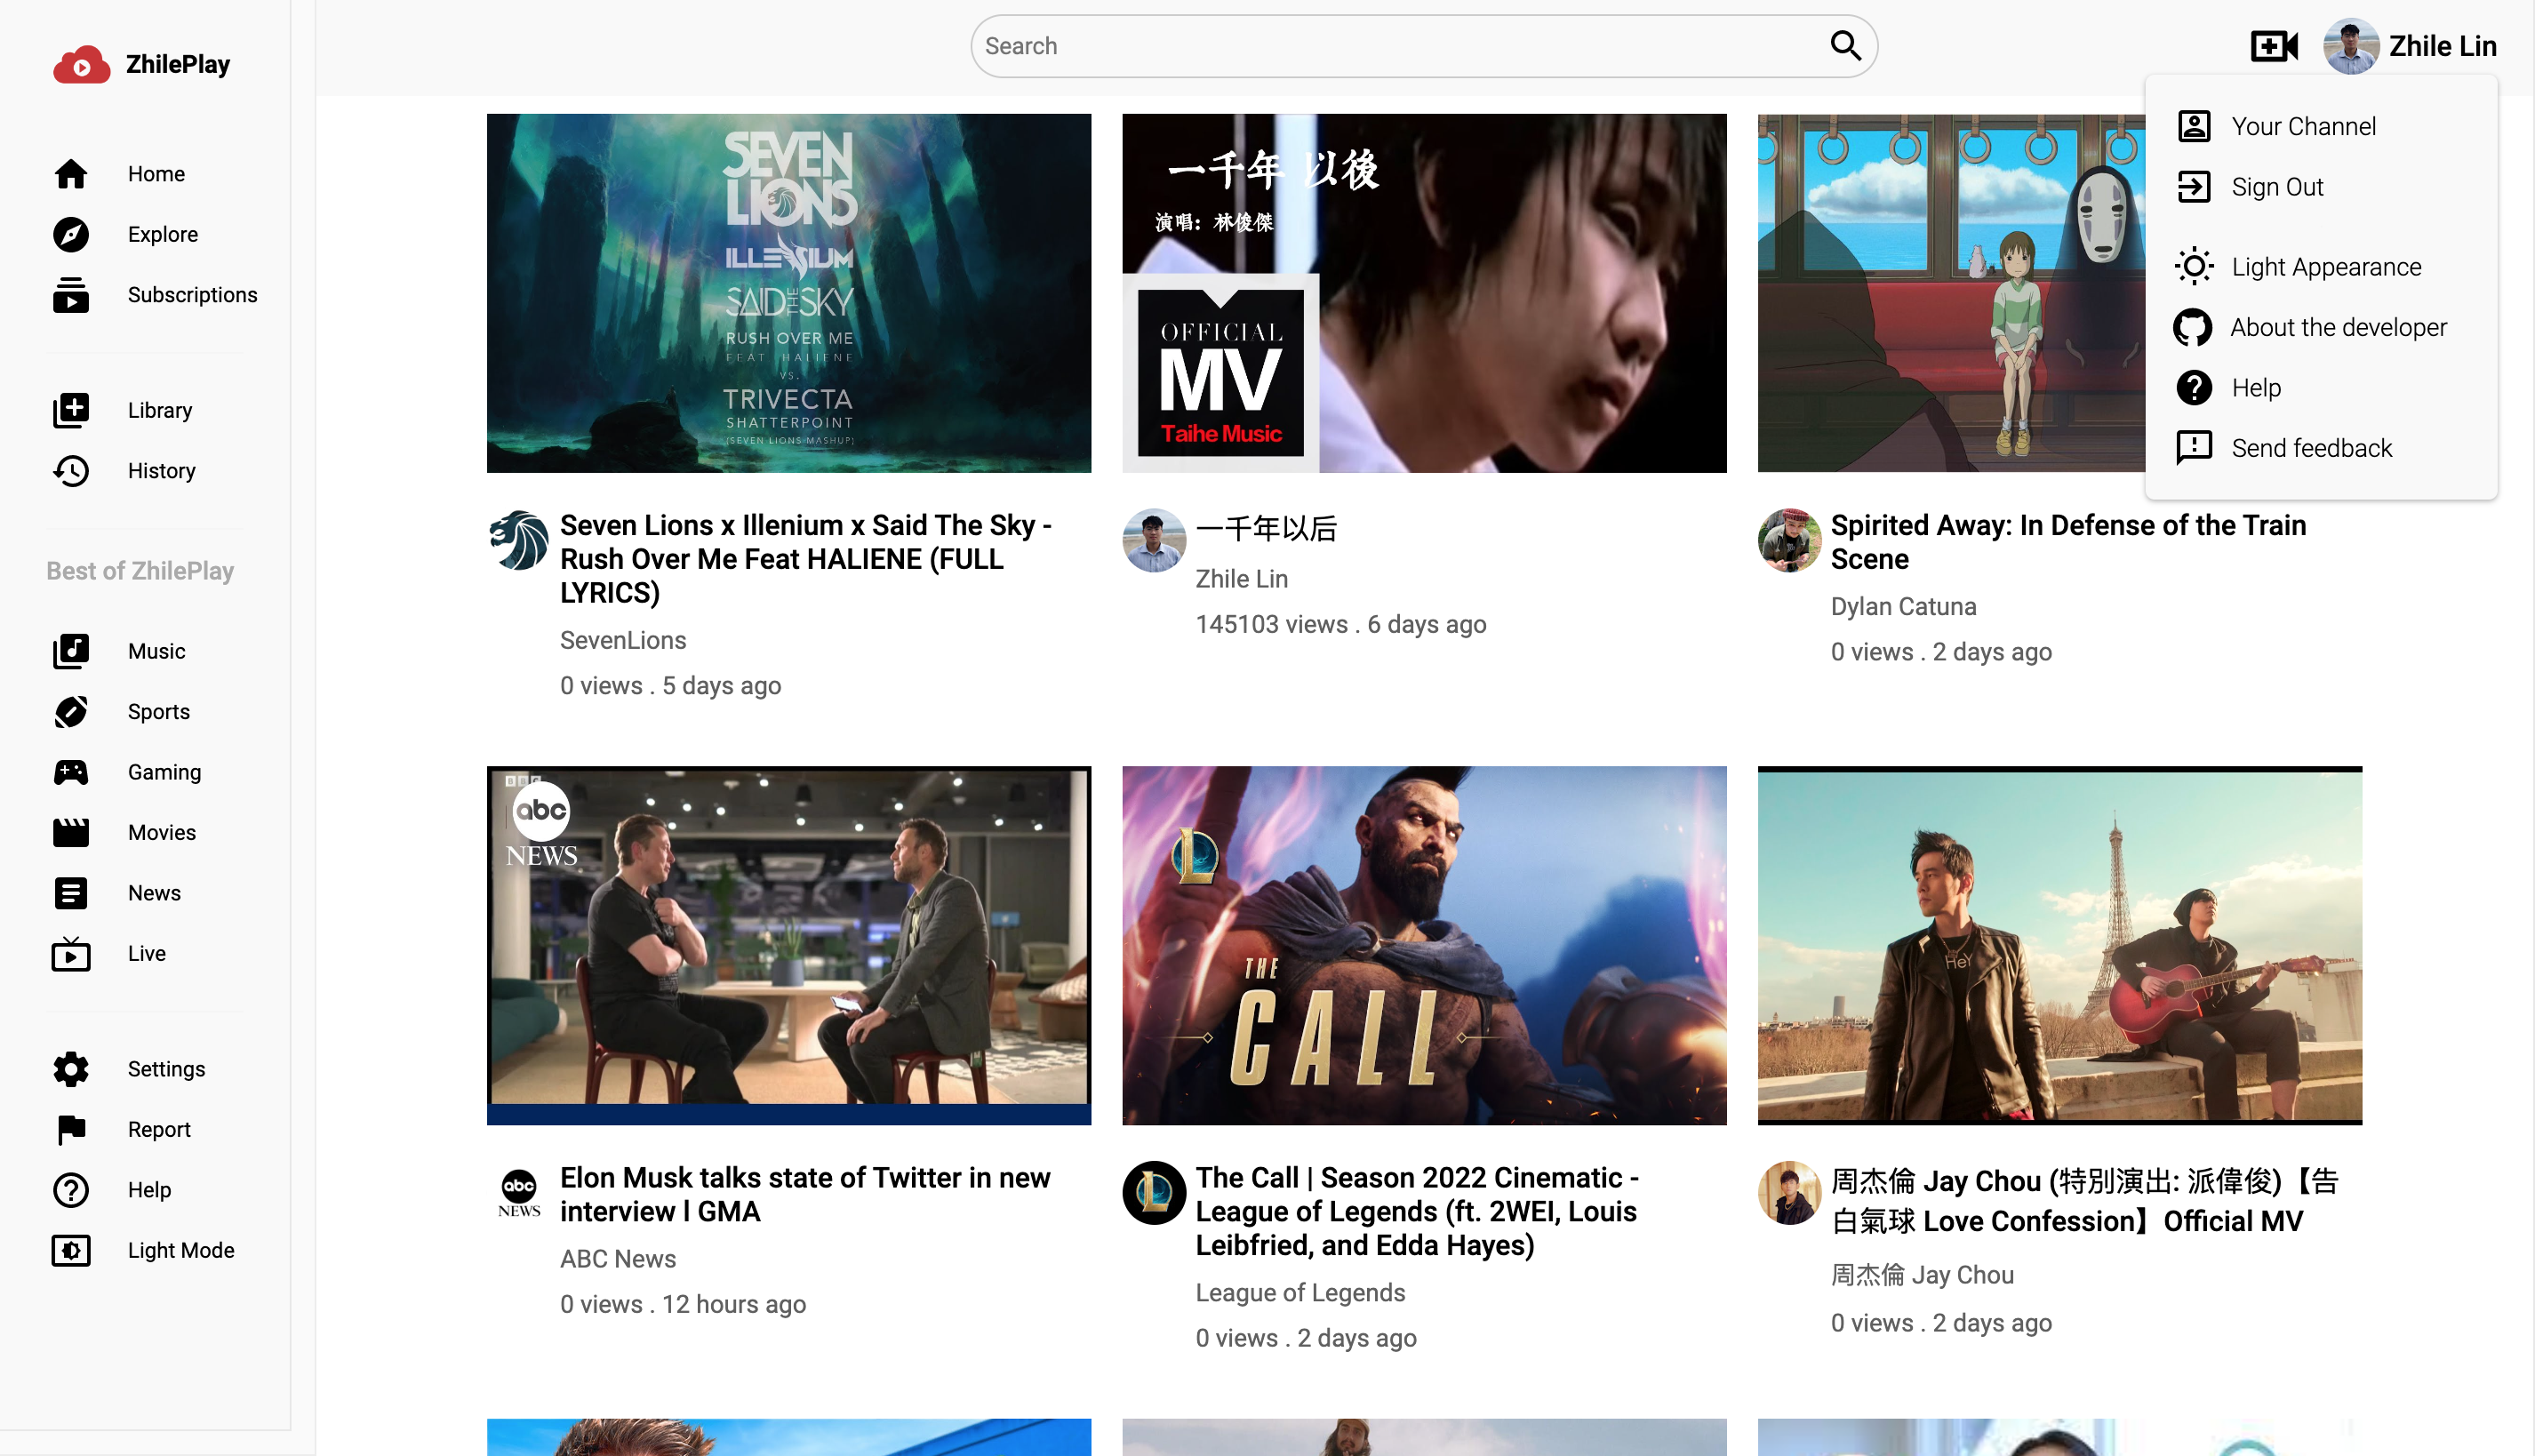 ZhilePlay
Home
Explore
Subscriptions
Library
History
Best of ZhilePlay
Music
Sports
Gaming
Movies
News
Live
Settings
Report
Help
Light Mode
Search
Zhile Lin
Your Channel
Sign Out
Light Appearance
About the developer
Help
Send feedback
SEVEN
LIONS
ILLENIUM
SAID THE SKY
RUSH OVER ME
FEAT. HALIENE
VS.
TRIVECTA
SHATTERPOINT
(SEVEN LIONS MASHUP)
Seven Lions x Illenium x Said The Sky -
Rush Over Me Feat HALIENE (FULL
LYRICS)
SevenLions
0 views . 5 days ago
一千年 以後
演唱：林俊傑
OFFICIAL
MV
Taihe Music
一千年以后
Zhile Lin
145103 views . 6 days ago
Spirited Away: In Defense of the Train
Scene
Dylan Catuna
0 views . 2 days ago
BBC
abc
NEWS
abc
NEWS
Elon Musk talks state of Twitter in new
interview l GMA
ABC News
0 views . 12 hours ago
THE
CALL
The Call | Season 2022 Cinematic -
League of Legends (ft. 2WEI, Louis
Leibfried, and Edda Hayes)
League of Legends
0 views . 2 days ago
HeY
周杰倫 Jay Chou (特別演出: 派偉俊)【告
白氣球 Love Confession】Official MV
周杰倫 Jay Chou
0 views . 2 days ago